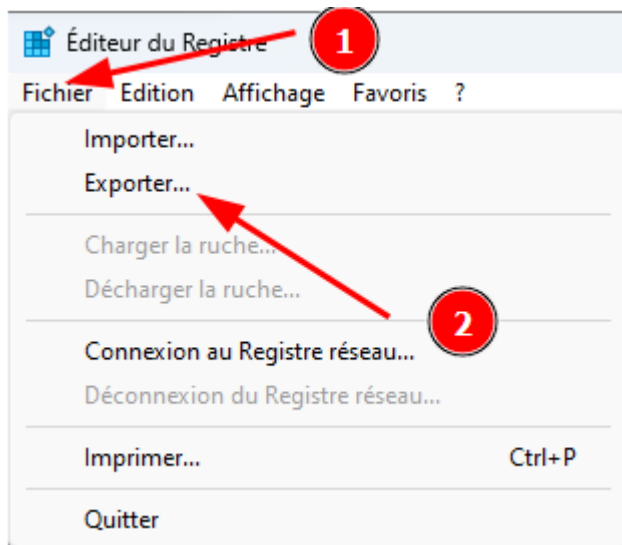 Éditeur du Registre
1
Fichier Edition Affichage Favoris ?
Importer...
Exporter...
Charger la ruche...
Décharger la ruche...
2
Connexion au Registre réseau...
Déconnexion du Registre réseau...
Imprimer... Ctrl+P
Quitter